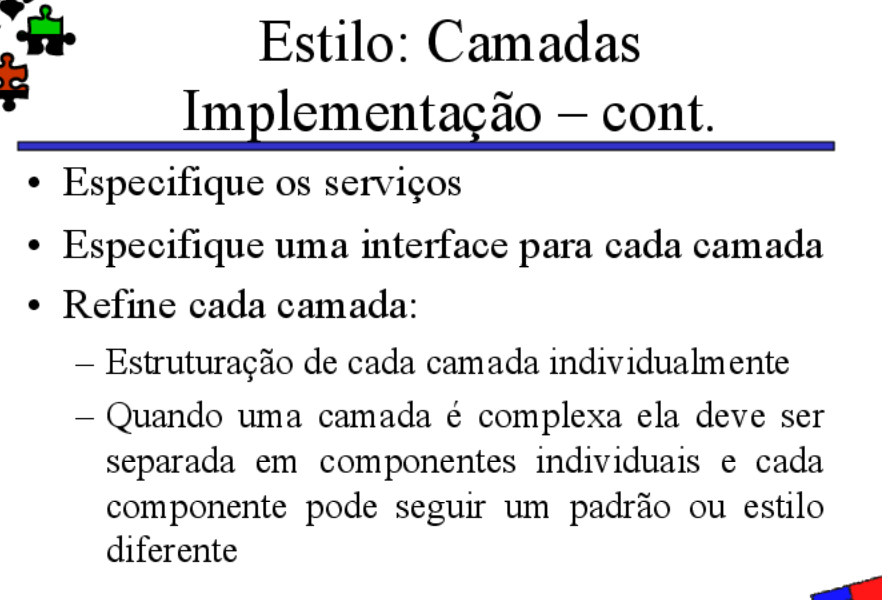 Estilo: Camadas
Implementação – cont.
• Especifique os serviços
• Especifique uma interface para cada camada
• Refine cada camada:
– Estruturação de cada camada individualmente
– Quando uma camada é complexa ela deve ser
separada em componentes individuais e cada
componente pode seguir um padrão ou estilo
diferente